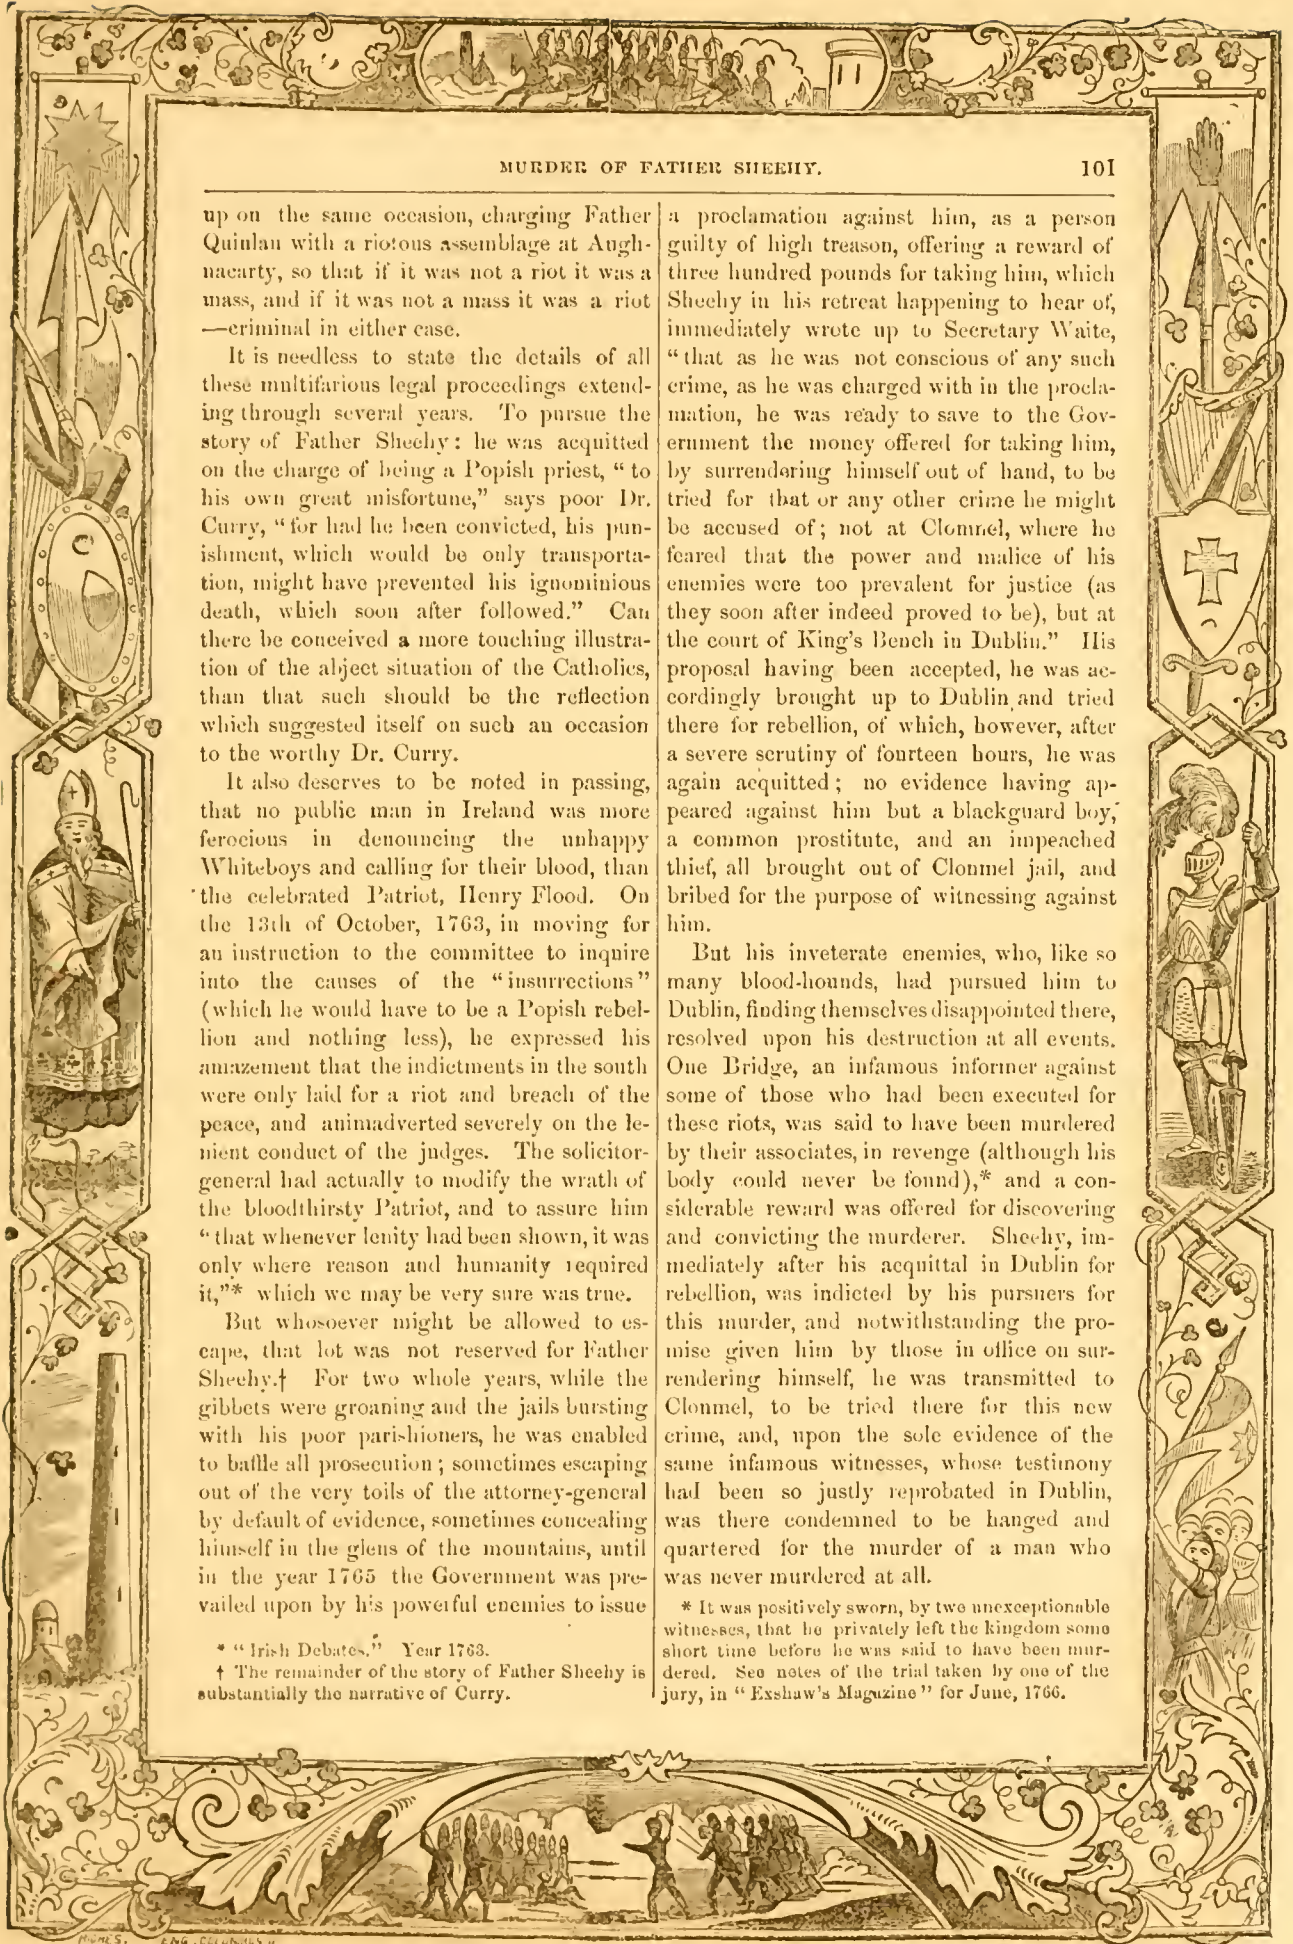 MURDER OF FATHER SHEEHY. 101
up on the same occasion, charging Father
Quinlan with a riotous assemblage at Augh-
nacarty, so that if it was not a riot it was a
mass, and if it was not a mass it was a riot
—criminal in either case.
It is needless to state the details of all
these multifarious legal proceedings extend-
ing through several years. To pursue the
story of Father Sheehy: he was acquitted
on the charge of being a Popish priest, “to
his own great misfortune,” says poor Dr.
Curry, “for had he been convicted, his pun-
ishment, which would be only transporta-
tion, might have prevented his ignominious
death, which soon after followed.” Can
there be conceived a more touching illustra-
tion of the abject situation of the Catholics,
than that such should be the reflection
which suggested itself on such an occasion
to the worthy Dr. Curry.
It also deserves to be noted in passing,
that no public man in Ireland was more
ferocious in denouncing the unhappy
Whiteboys and calling for their blood, than
the celebrated Patriot, Henry Flood. On
the 13th of October, 1763, in moving for
an instruction to the committee to inquire
into the causes of the “insurrections”
(which he would have to be a Popish rebel-
lion and nothing less), he expressed his
amazement that the indictments in the south
were only laid for a riot and breach of the
peace, and animadverted severely on the le-
nient conduct of the judges. The solicitor-
general had actually to modify the wrath of
the bloodthirsty Patriot, and to assure him
“that whenever lenity had been shown, it was
only where reason and humanity required
it,”* which we may be very sure was true.
But whosoever might be allowed to es-
cape, that lot was not reserved for Father
Sheehy.† For two whole years, while the
gibbets were groaning and the jails bursting
with his poor parishioners, he was enabled
to baffle all prosecution; sometimes escaping
out of the very toils of the attorney-general
by default of evidence, sometimes concealing
himself in the glens of the mountains, until
in the year 1765 the Government was pre-
vailed upon by his powerful enemies to issue
* “Irish Debates.” Year 1763.
† The remainder of the story of Father Sheehy is
substantially the narrative of Curry.
a proclamation against him, as a person
guilty of high treason, offering a reward of
three hundred pounds for taking him, which
Sheehy in his retreat happening to hear of,
immediately wrote up to Secretary Waite,
“that as he was not conscious of any such
crime, as he was charged with in the procla-
mation, he was ready to save to the Gov-
ernment the money offered for taking him,
by surrendering himself out of hand, to be
tried for that or any other crime he might
be accused of; not at Clonmel, where he
feared that the power and malice of his
enemies were too prevalent for justice (as
they soon after indeed proved to be), but at
the court of King's Bench in Dublin.” His
proposal having been accepted, he was ac-
cordingly brought up to Dublin, and tried
there for rebellion, of which, however, after
a severe scrutiny of fourteen hours, he was
again acquitted; no evidence having ap-
peared against him but a blackguard boy,
a common prostitute, and an impeached
thief, all brought out of Clonmel jail, and
bribed for the purpose of witnessing against
him.
But his inveterate enemies, who, like so
many blood-hounds, had pursued him to
Dublin, finding themselves disappointed there,
resolved upon his destruction at all events.
One Bridge, an infamous informer against
some of those who had been executed for
these riots, was said to have been murdered
by their associates, in revenge (although his
body could never be found),* and a con-
siderable reward was offered for discovering
and convicting the murderer. Sheehy, im-
mediately after his acquittal in Dublin for
rebellion, was indicted by his pursuers for
this murder, and notwithstanding the pro-
mise given him by those in office on sur-
rendering himself, he was transmitted to
Clonmel, to be tried there for this new
crime, and, upon the sole evidence of the
same infamous witnesses, whose testimony
had been so justly reprobated in Dublin,
was there condemned to be hanged and
quartered for the murder of a man who
was never murdered at all.
* It was positively sworn, by two unexceptionable
witnesses, that he privately left the kingdom some
short time before he was said to have been mur-
dered. See notes of the trial taken by one of the
jury, in “Exshaw's Magazine” for June, 1766.